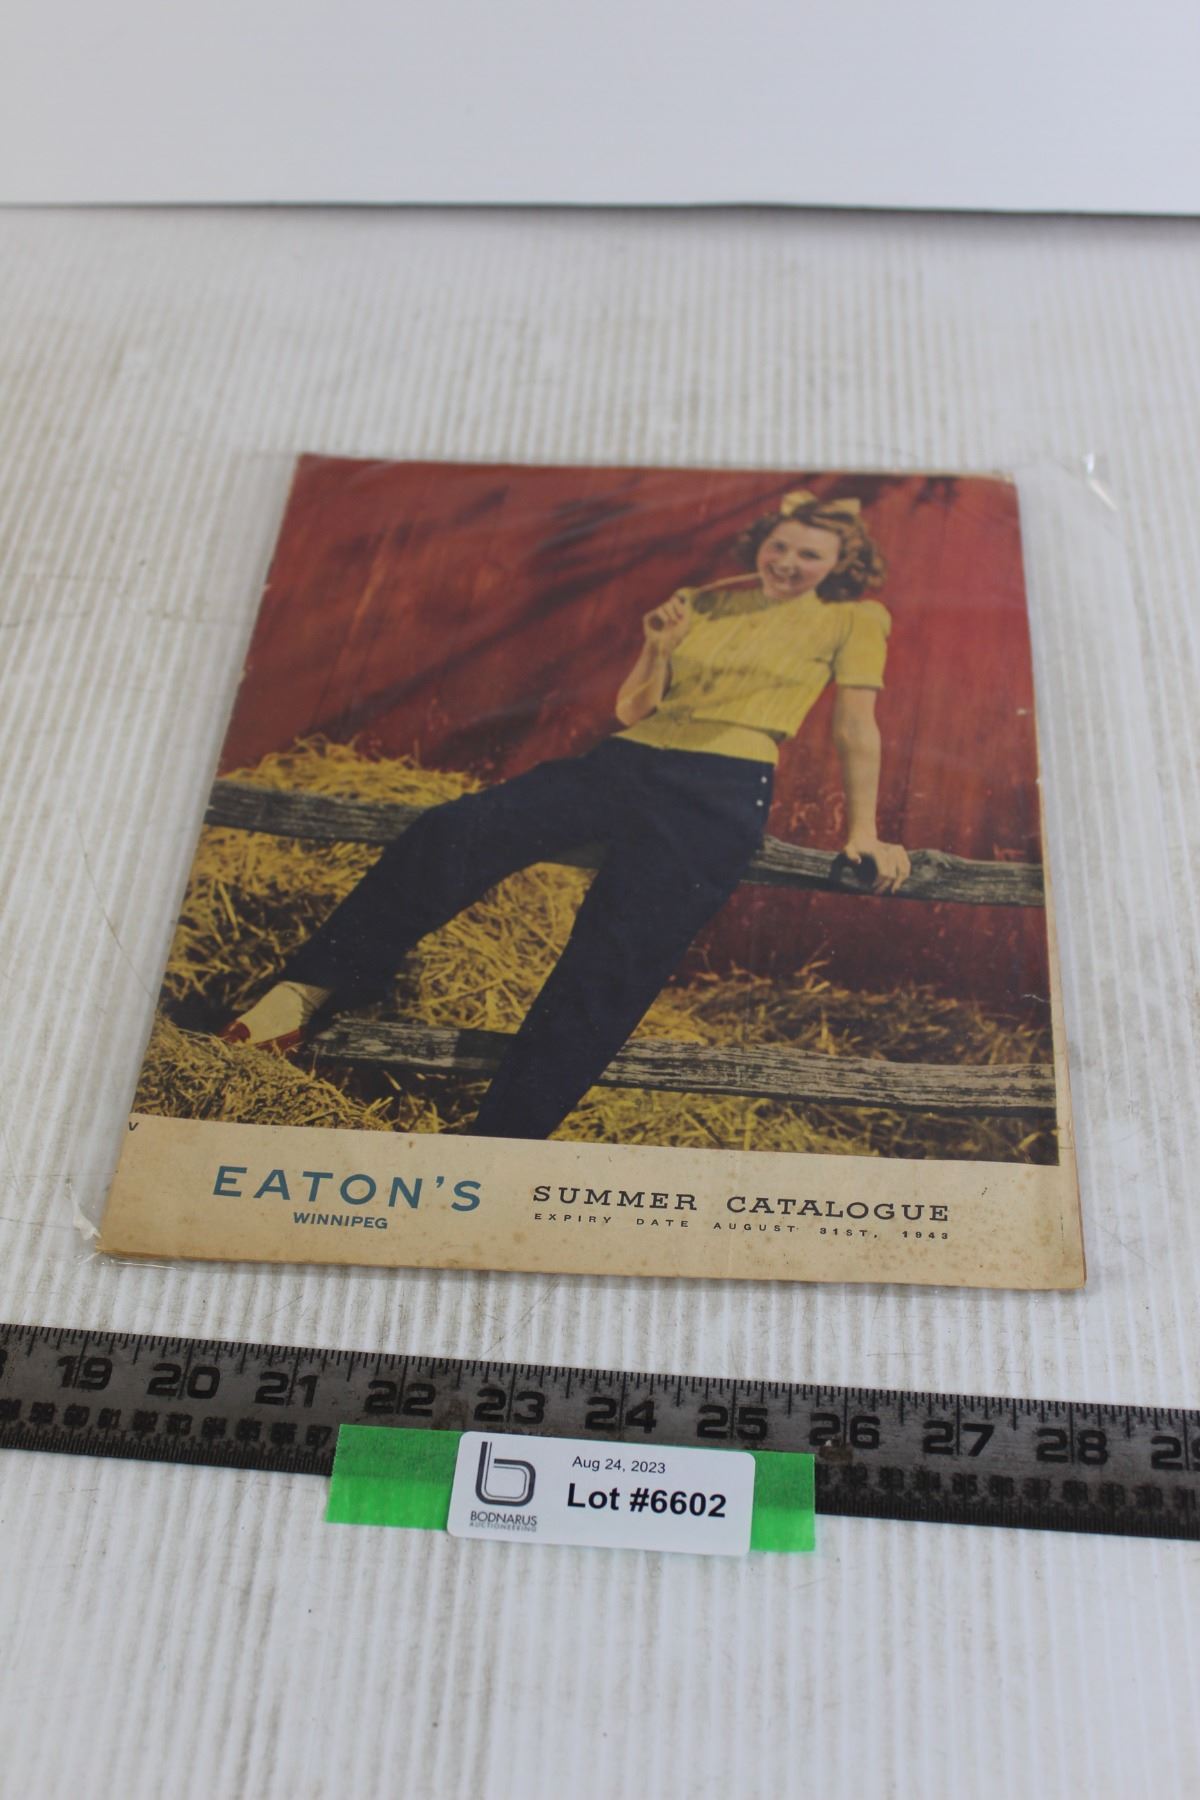 V
EATON'S
WINNIPEG
SUMMER CATALOGUE
EXPIRY DATE AUGUST 31ST, 1943
19 20 21 22 23 24 25 26 27 28
BODNARUS
AUCTIONEERING
Aug 24, 2023
Lot #6602